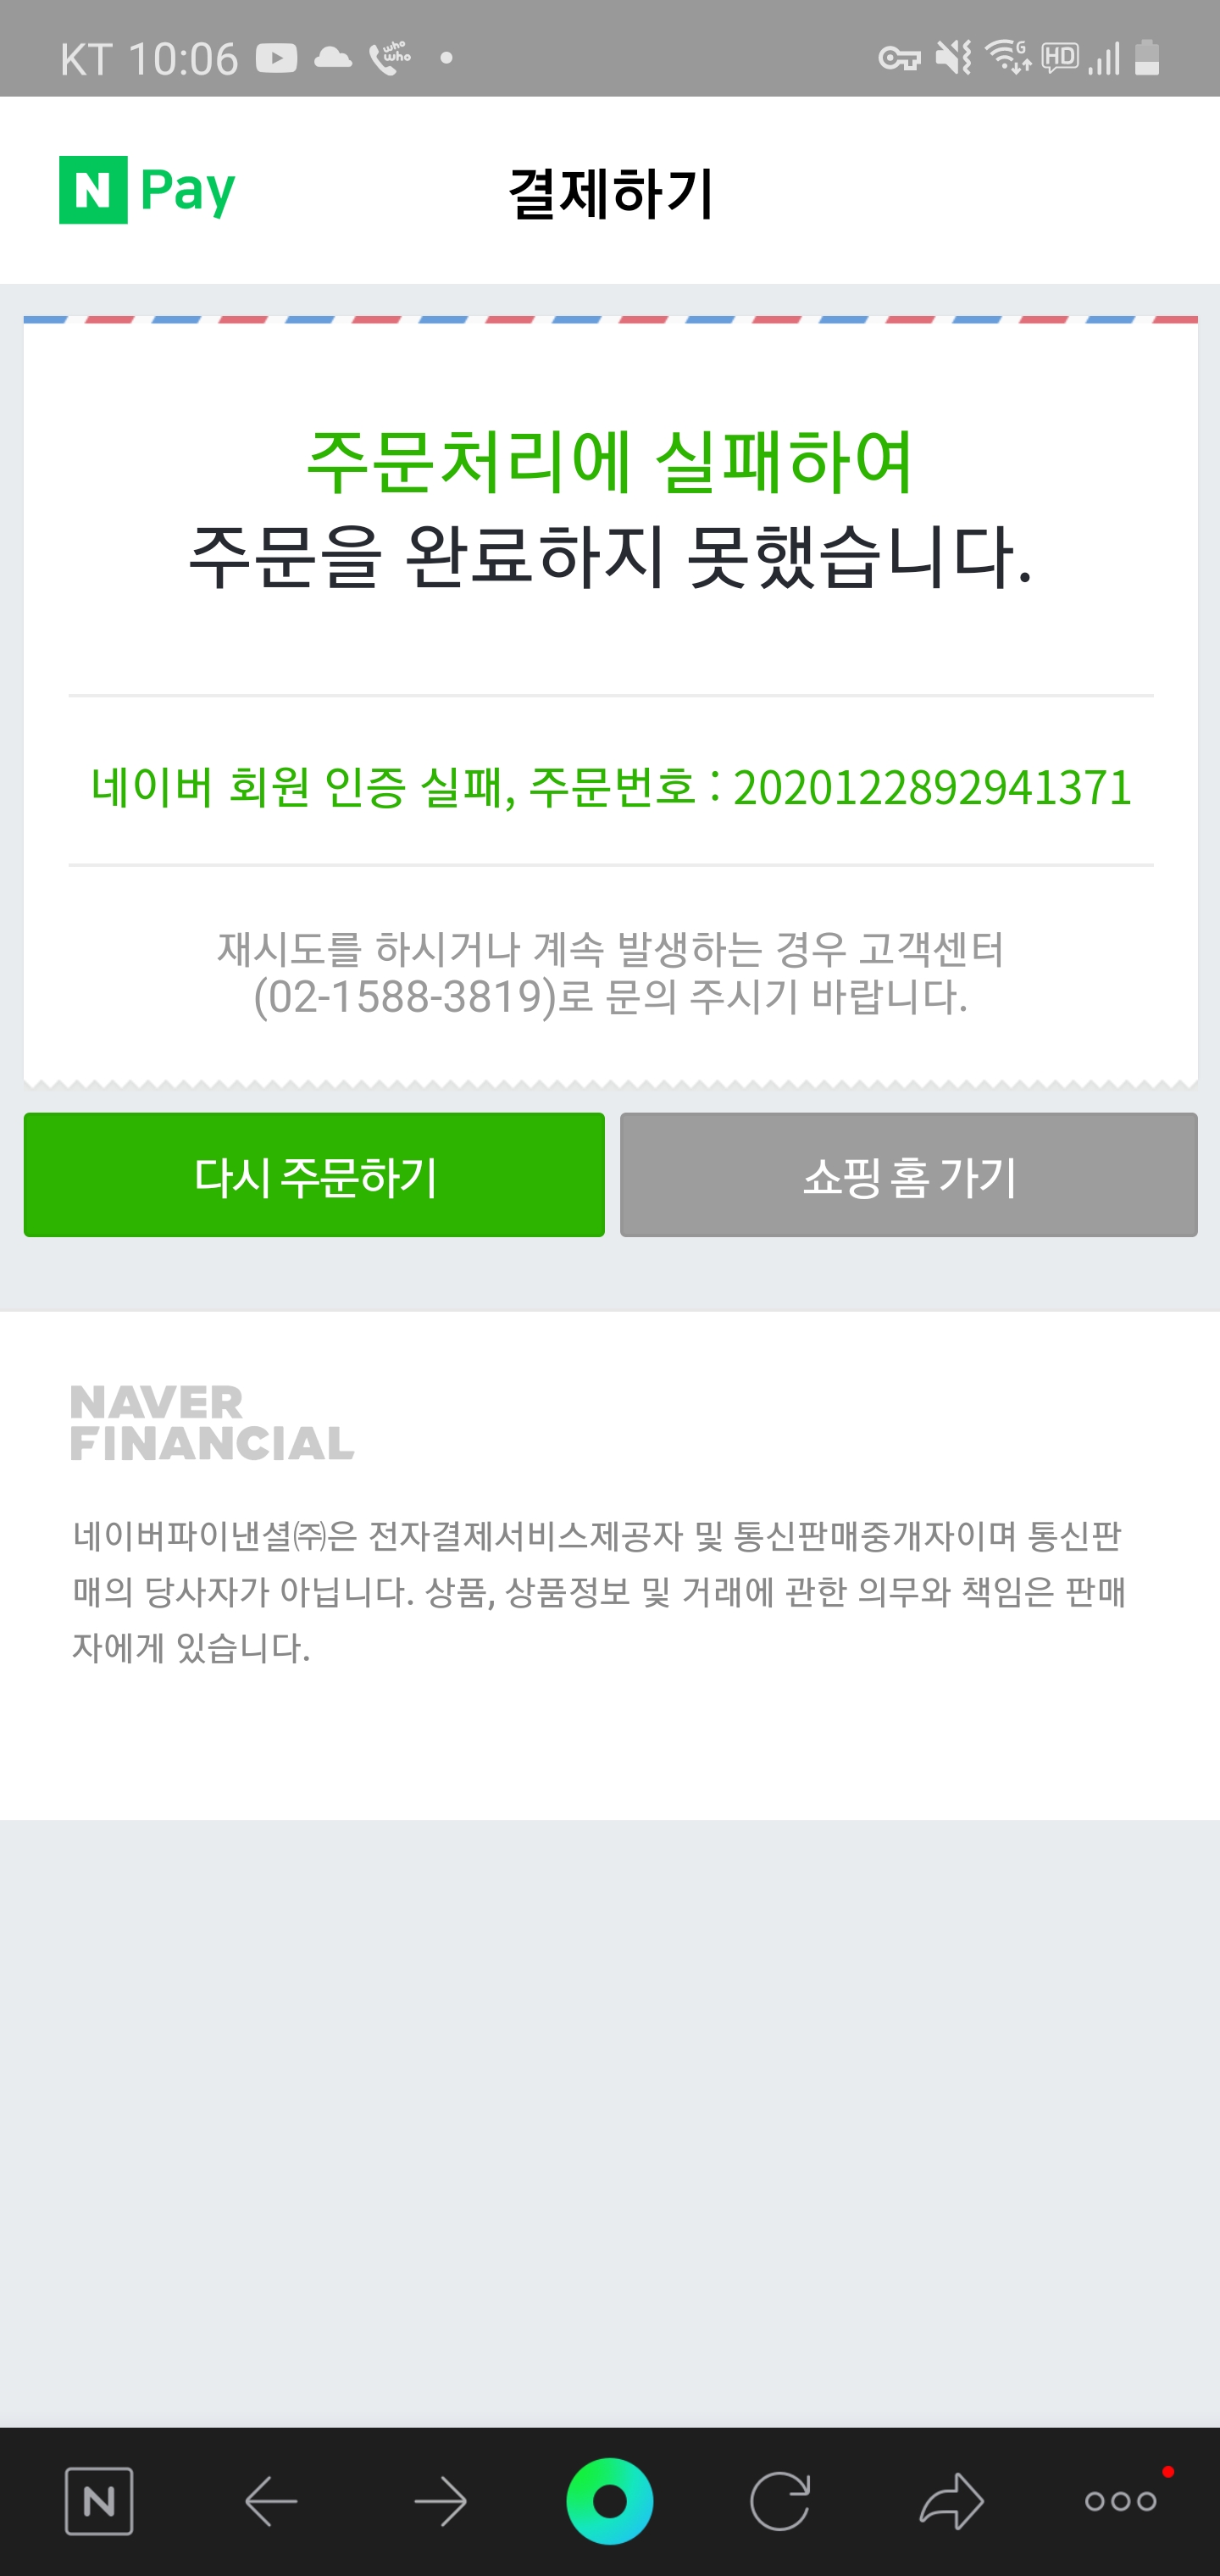 KT 10:06
N Pay
결제하기
주문처리에 실패하여
주문을 완료하지 못했습니다.
네이버 회원 인증 실패, 주문번호 : 2020122892941371
재시도를 하시거나 계속 발생하는 경우 고객센터
(02-1588-3819)로 문의 주시기 바랍니다.
다시 주문하기
쇼핑 홈 가기
NAVER
FINANCIAL
네이버파이낸셜㈜은 전자결제서비스제공자 및 통신판매중개자이며 통신판
매의 당사자가 아닙니다. 상품, 상품정보 및 거래에 관한 의무와 책임은 판매
자에게 있습니다.
N